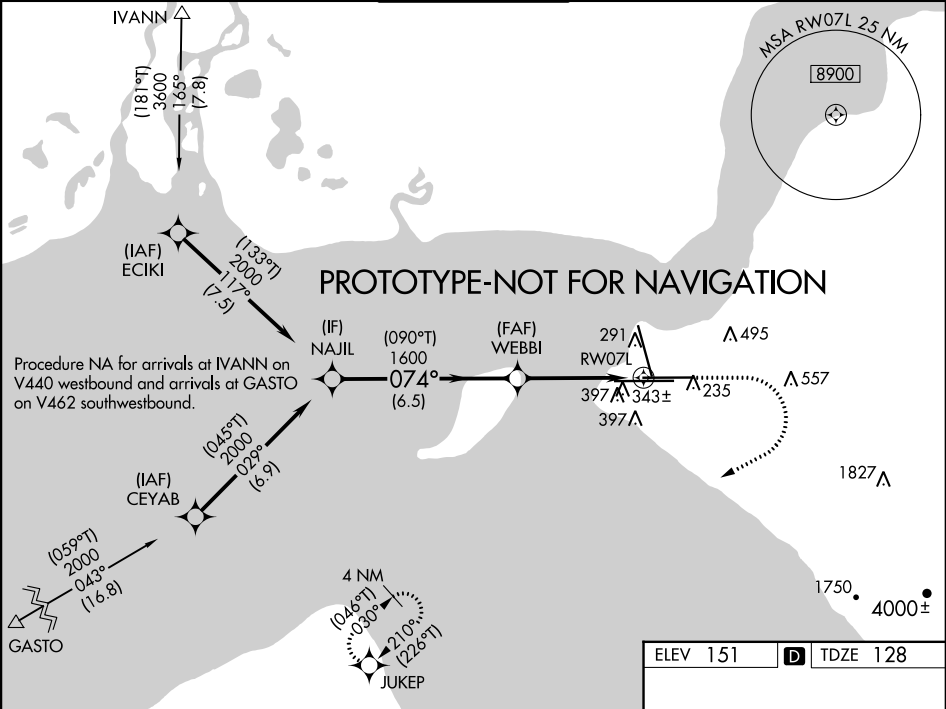 IVANN
(181°T)
3600
165°
(7.8)
MSA RW07L 25 NM
8900
(IAF)
ECIKI
(133°T)
2000
117°
(7.5)
PROTOTYPE-NOT FOR NAVIGATION
(IF)
NAJIL
(090°T)
1600
074°
(6.5)
(FAF)
WEBBI
291
495
RW07L
Procedure NA for arrivals at IVANN on
V440 westbound and arrivals at GASTO
on V462 southwestbound.
397 343±
235
557
397
(045°T)
2000
029°
(6.9)
(IAF)
CEYAB
1827
(059°T)
2000
043°
(16.8)
GASTO
4 NM
(046°T)
030°
210°
(226°T)
JUKEP
1750
4000±
ELEV 151 D TDZE 128